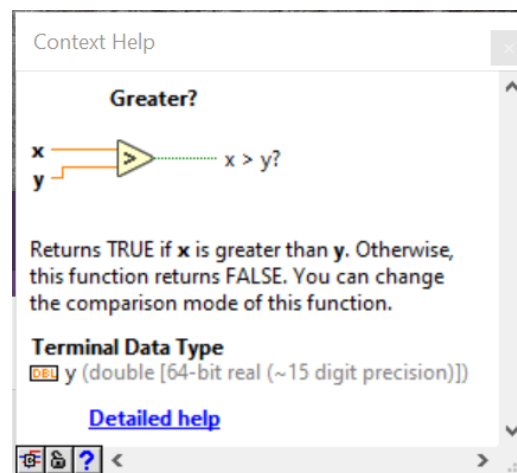 Context Help
Greater?
x
y
>
x > y?
Returns TRUE if x is greater than y. Otherwise,
this function returns FALSE. You can change
the comparison mode of this function.
Terminal Data Type
DBL y (double [64-bit real (~15 digit precision)])
Detailed help
?